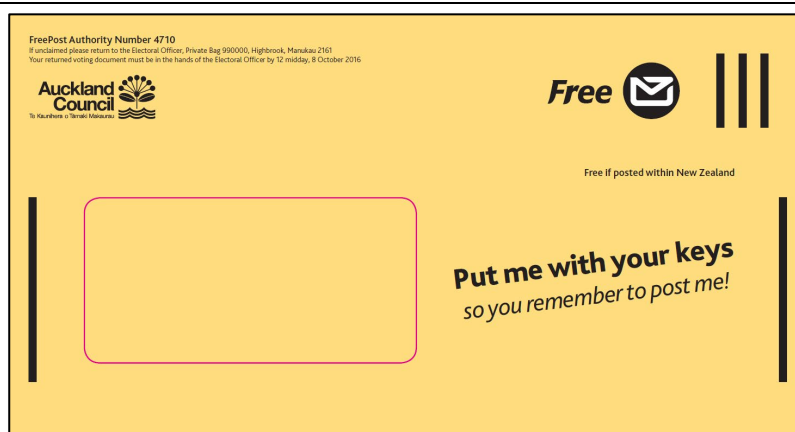 FreePost Authority Number 4710
If unclaimed please return to the Electoral Officer, Private Bag 990000, Highbrook, Manukau 2161
Your returned voting document must be in the hands of the Electoral Officer by 12 midday, 8 October 2016
Auckland
Council
Te Kaunihera o Tāmaki Makaurau
Free
Free if posted within New Zealand
Put me with your keys
so you remember to post me!